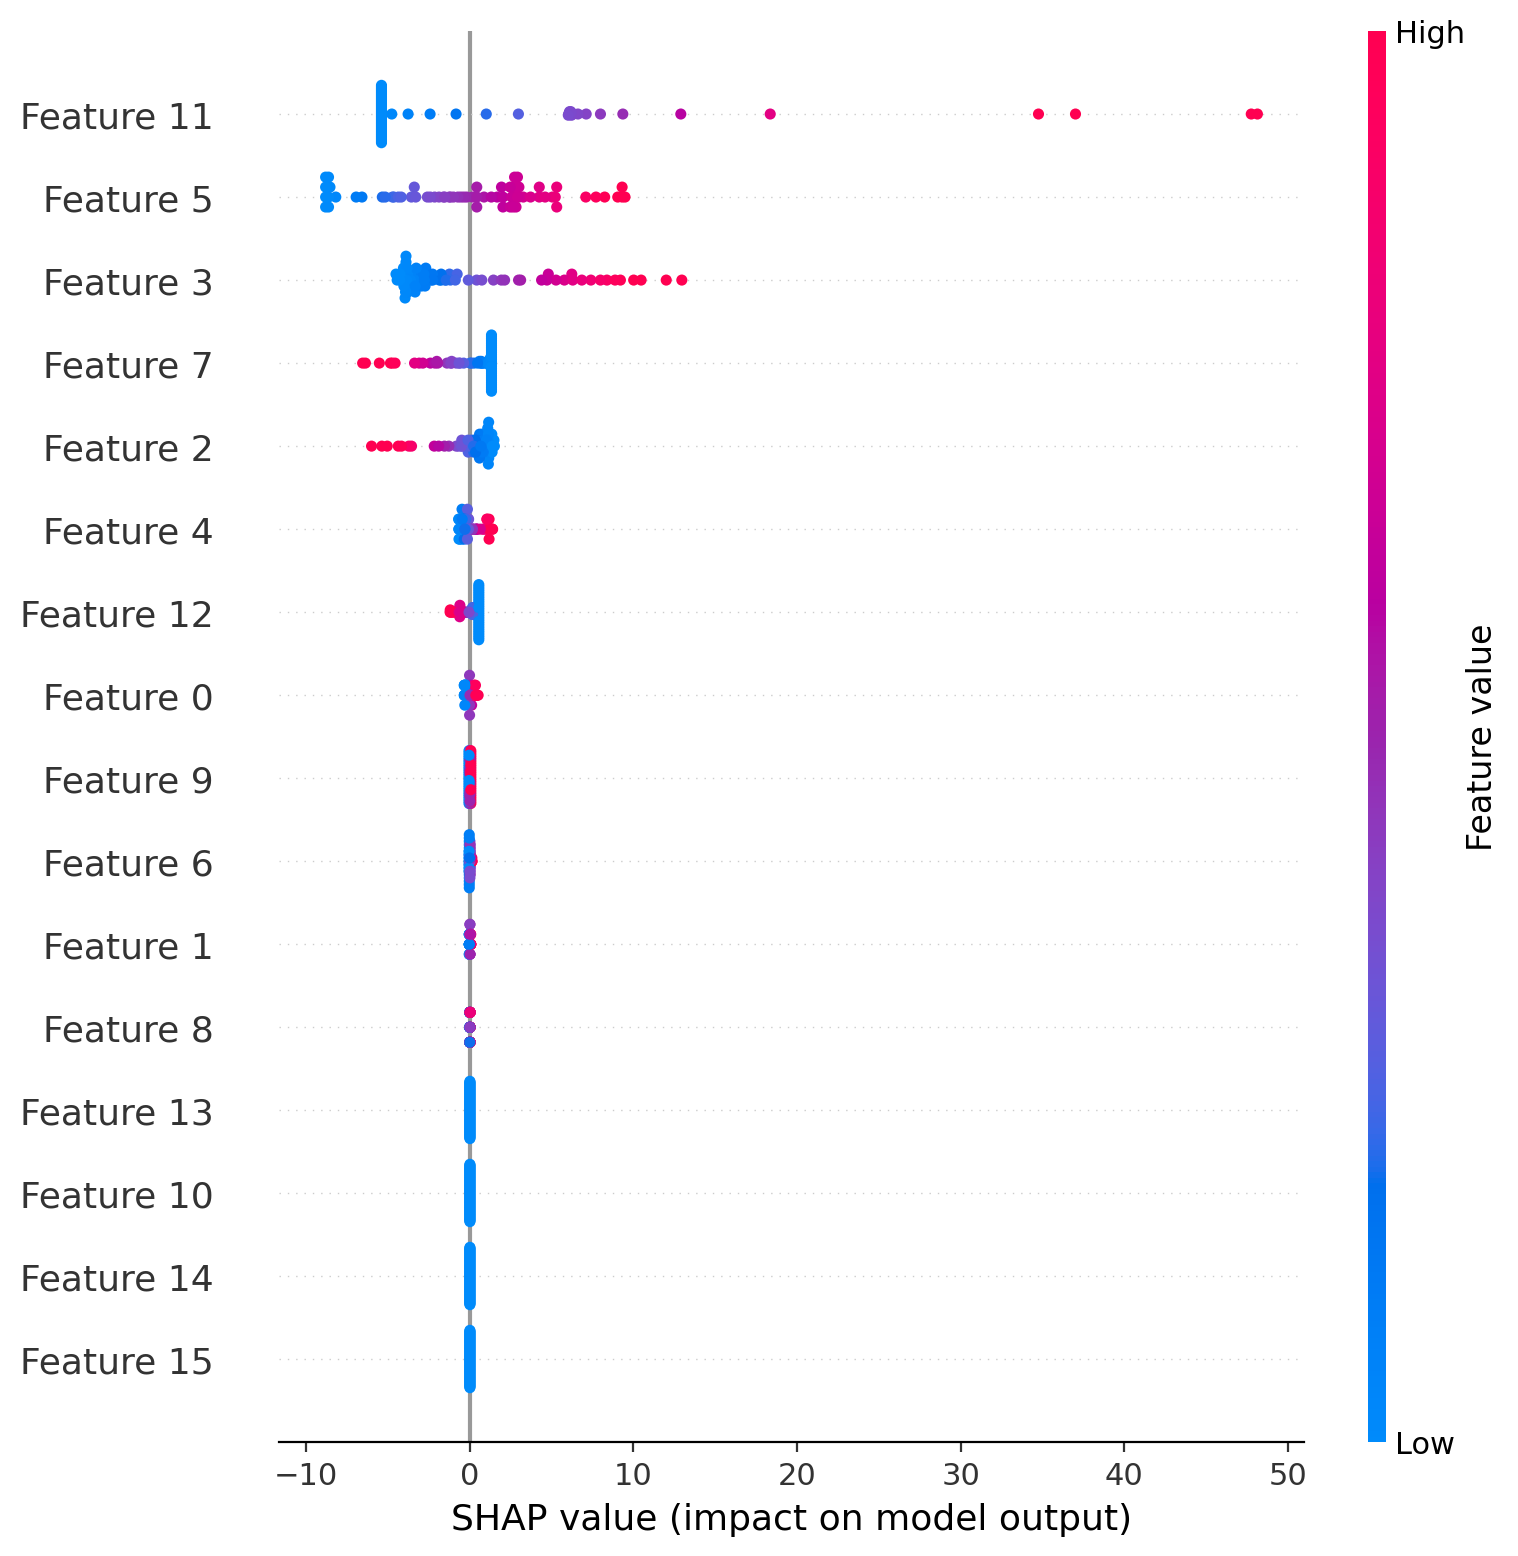 High
Feature 11
Feature 5
Feature 3
Feature 7
Feature 2
Feature 4
Feature 12
Feature 0
Feature 9
Feature 6
Feature 1
Feature 8
Feature 13
Feature 10
Feature 14
Feature 15
Feature value
Low
−10 0 10 20 30 40 50
SHAP value (impact on model output)